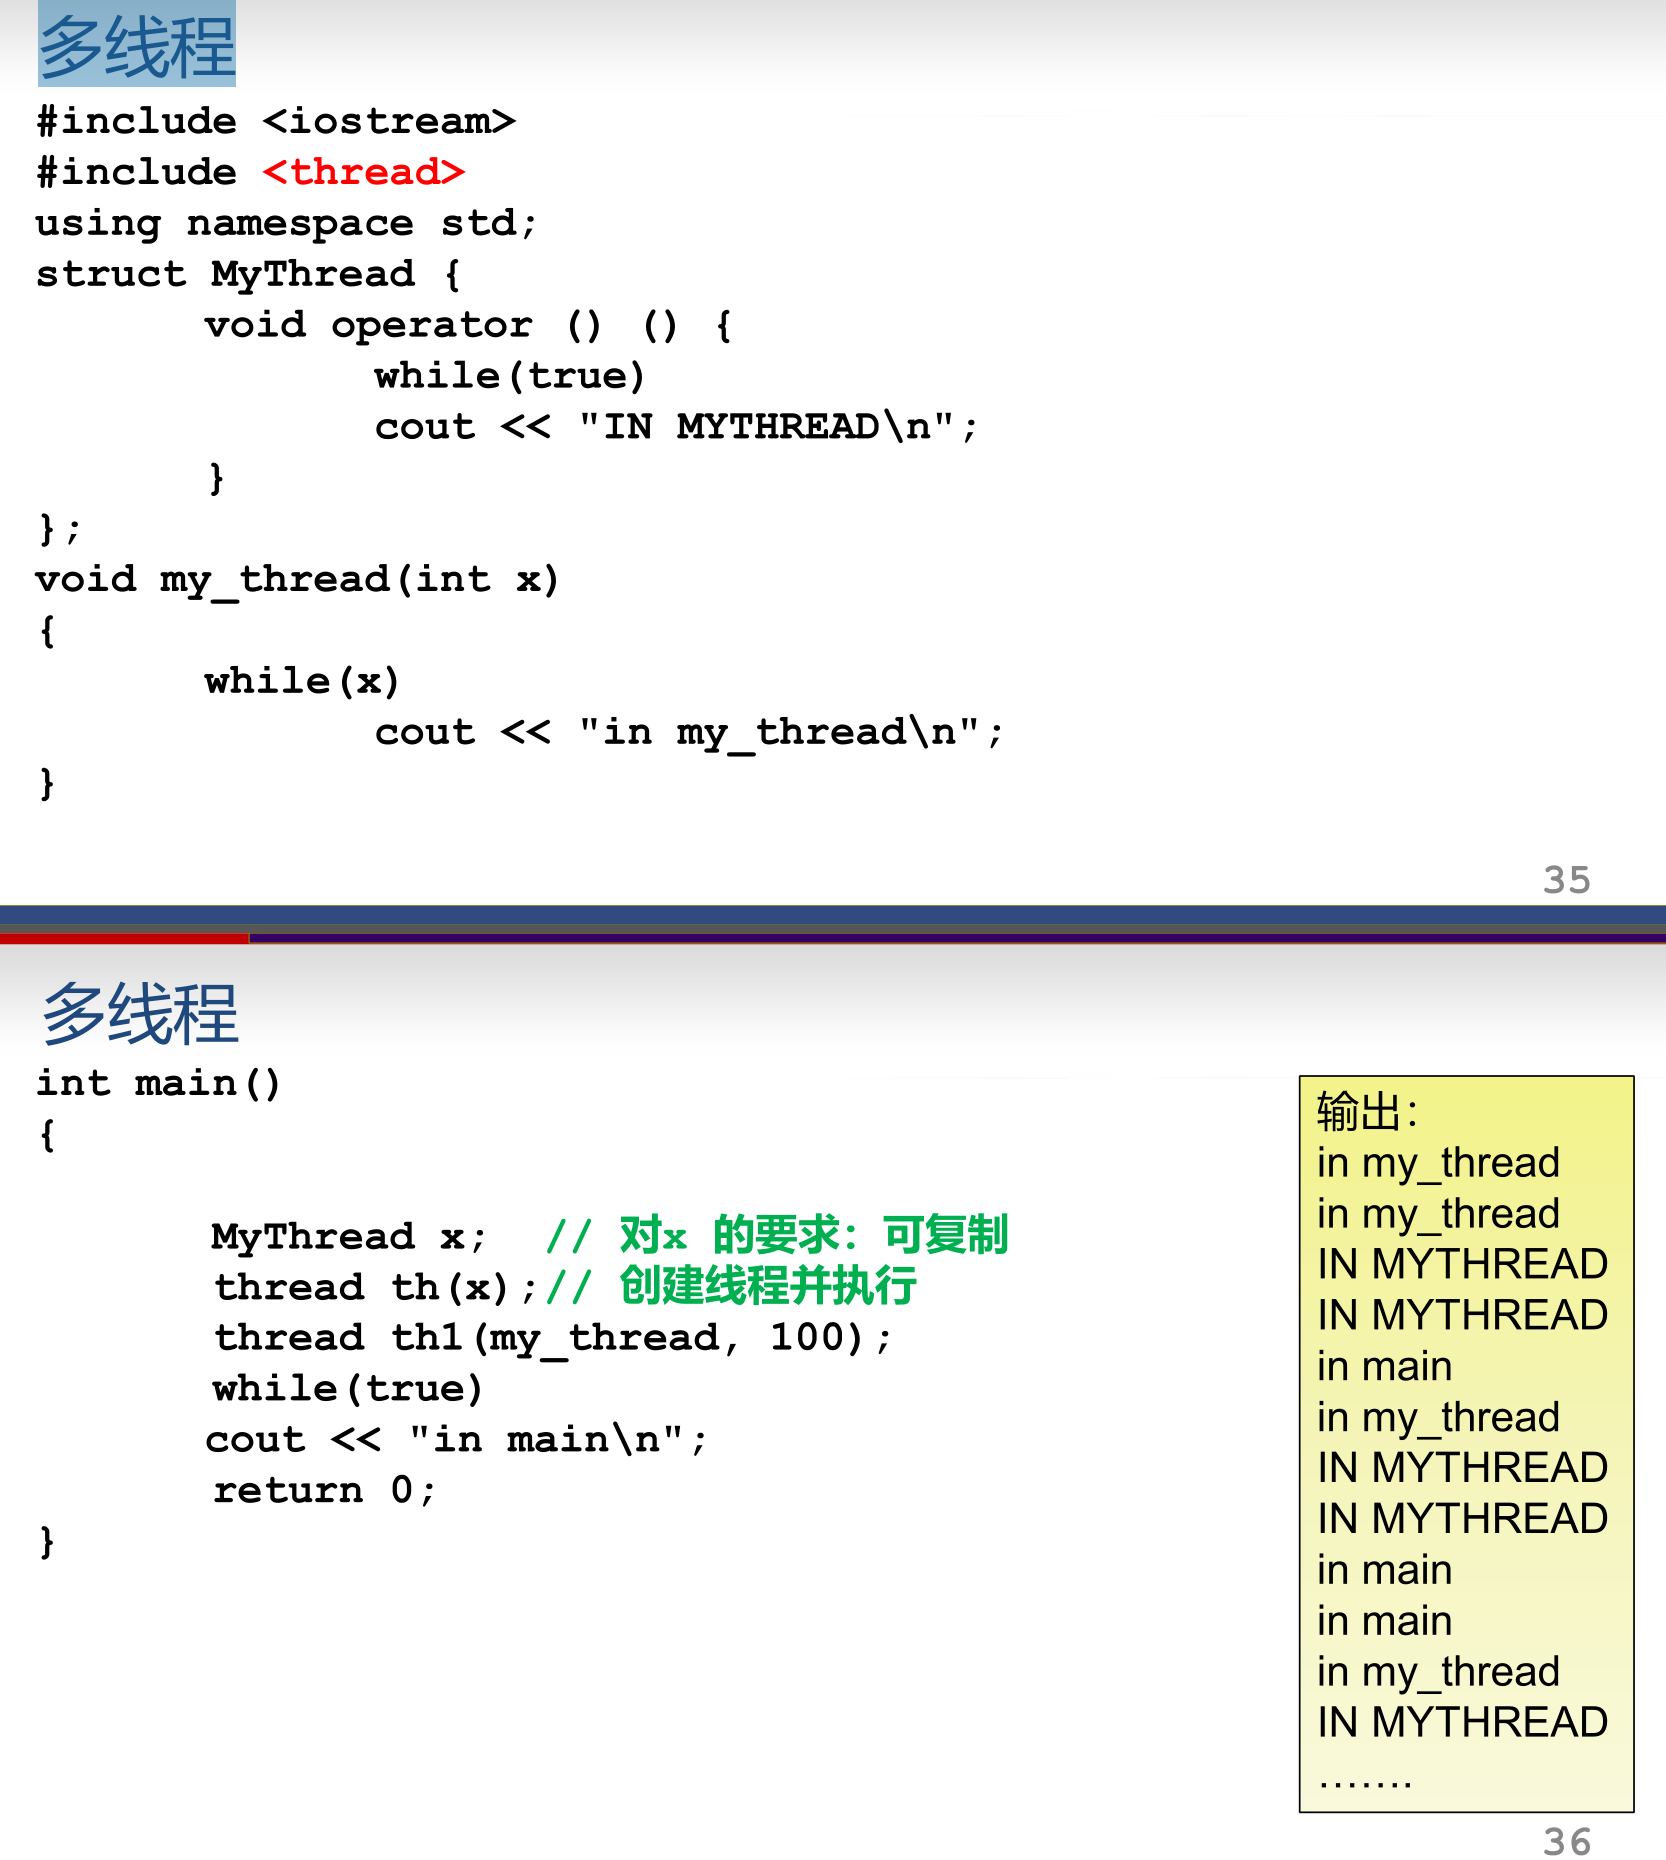 多线程
#include <iostream>
#include <thread>
using namespace std;
struct MyThread {
void operator () () {
while(true)
cout << "IN MYTHREAD\n";
}
};
void my_thread(int x)
{
while(x)
cout << "in my_thread\n";
}
35
多线程
int main()
{
MyThread x; // 对x 的要求：可复制
thread th(x);// 创建线程并执行
thread th1(my_thread, 100);
while(true)
cout << "in main\n";
return 0;
}
输出：
in my_thread
in my_thread
IN MYTHREAD
IN MYTHREAD
in main
in my_thread
IN MYTHREAD
IN MYTHREAD
in main
in main
in my_thread
IN MYTHREAD
.......
36